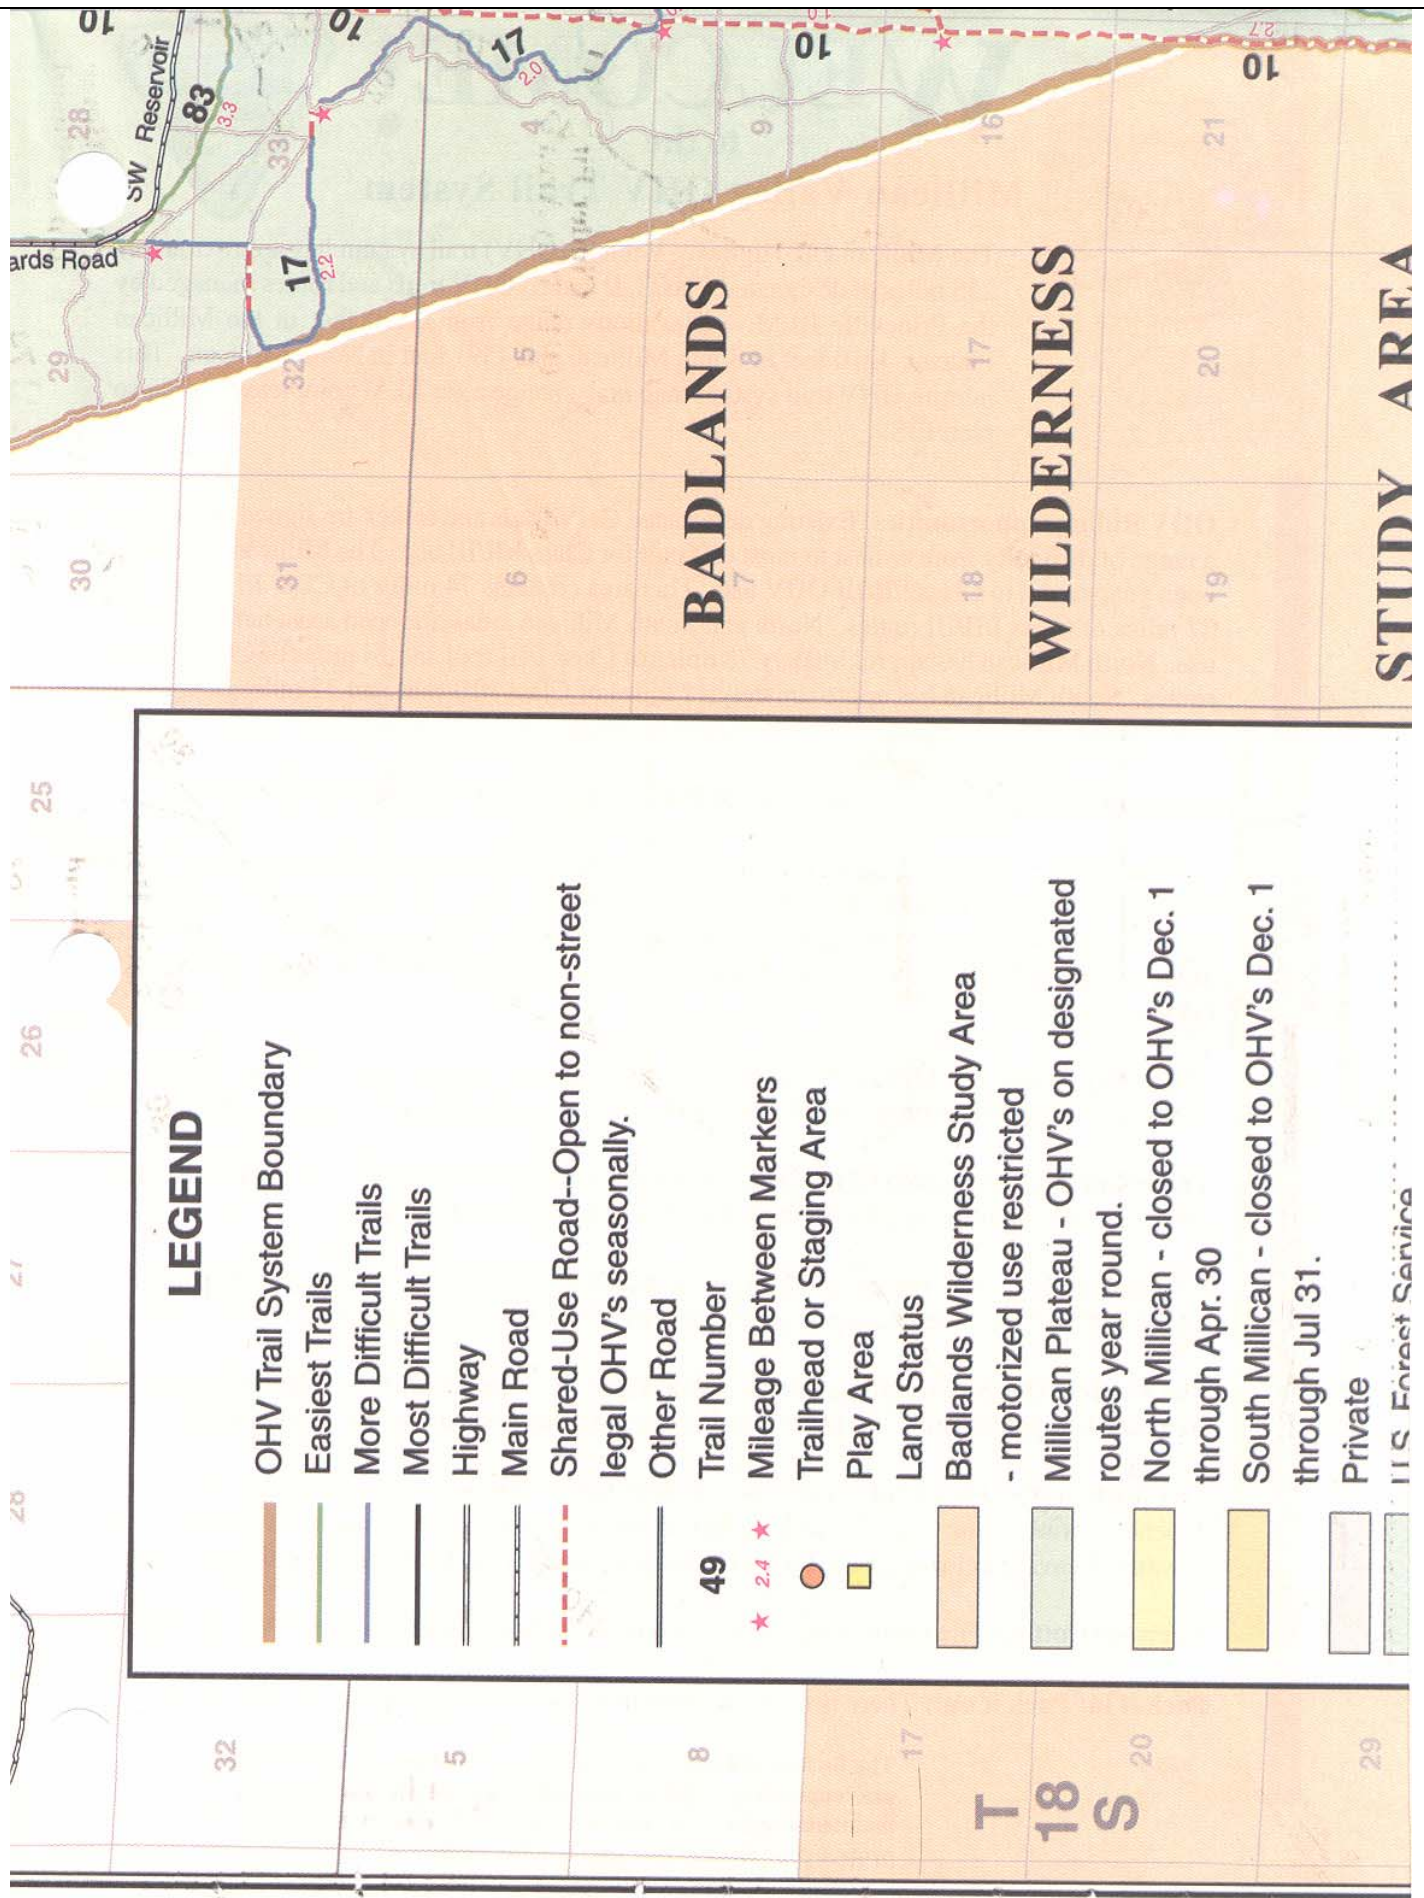 28
27
26
25
ards Road
SW Reservoir
30
29
28
10
83
3.3
32
31
32
33
17
2.2
10
LEGEND
OHV Trail System Boundary
Easiest Trails
More Difficult Trails
Most Difficult Trails
Highway
Main Road
Shared-Use Road--Open to non-street
legal OHV's seasonally.
Other Road
49 Trail Number
2.4 Mileage Between Markers
Trailhead or Staging Area
Play Area
Land Status
Badlands Wilderness Study Area
- motorized use restricted
Millican Plateau - OHV's on designated
routes year round.
North Millican - closed to OHV's Dec. 1
through Apr. 30
South Millican - closed to OHV's Dec. 1
through Jul 31.
Private
U.S. Forest Service
5
6
5
4
17
2.0
8
7
8
9
10
BADLANDS
17
18
17
16
WILDERNESS
T
18
S
20
19
20
21
10
2.7
29
STUDY AREA